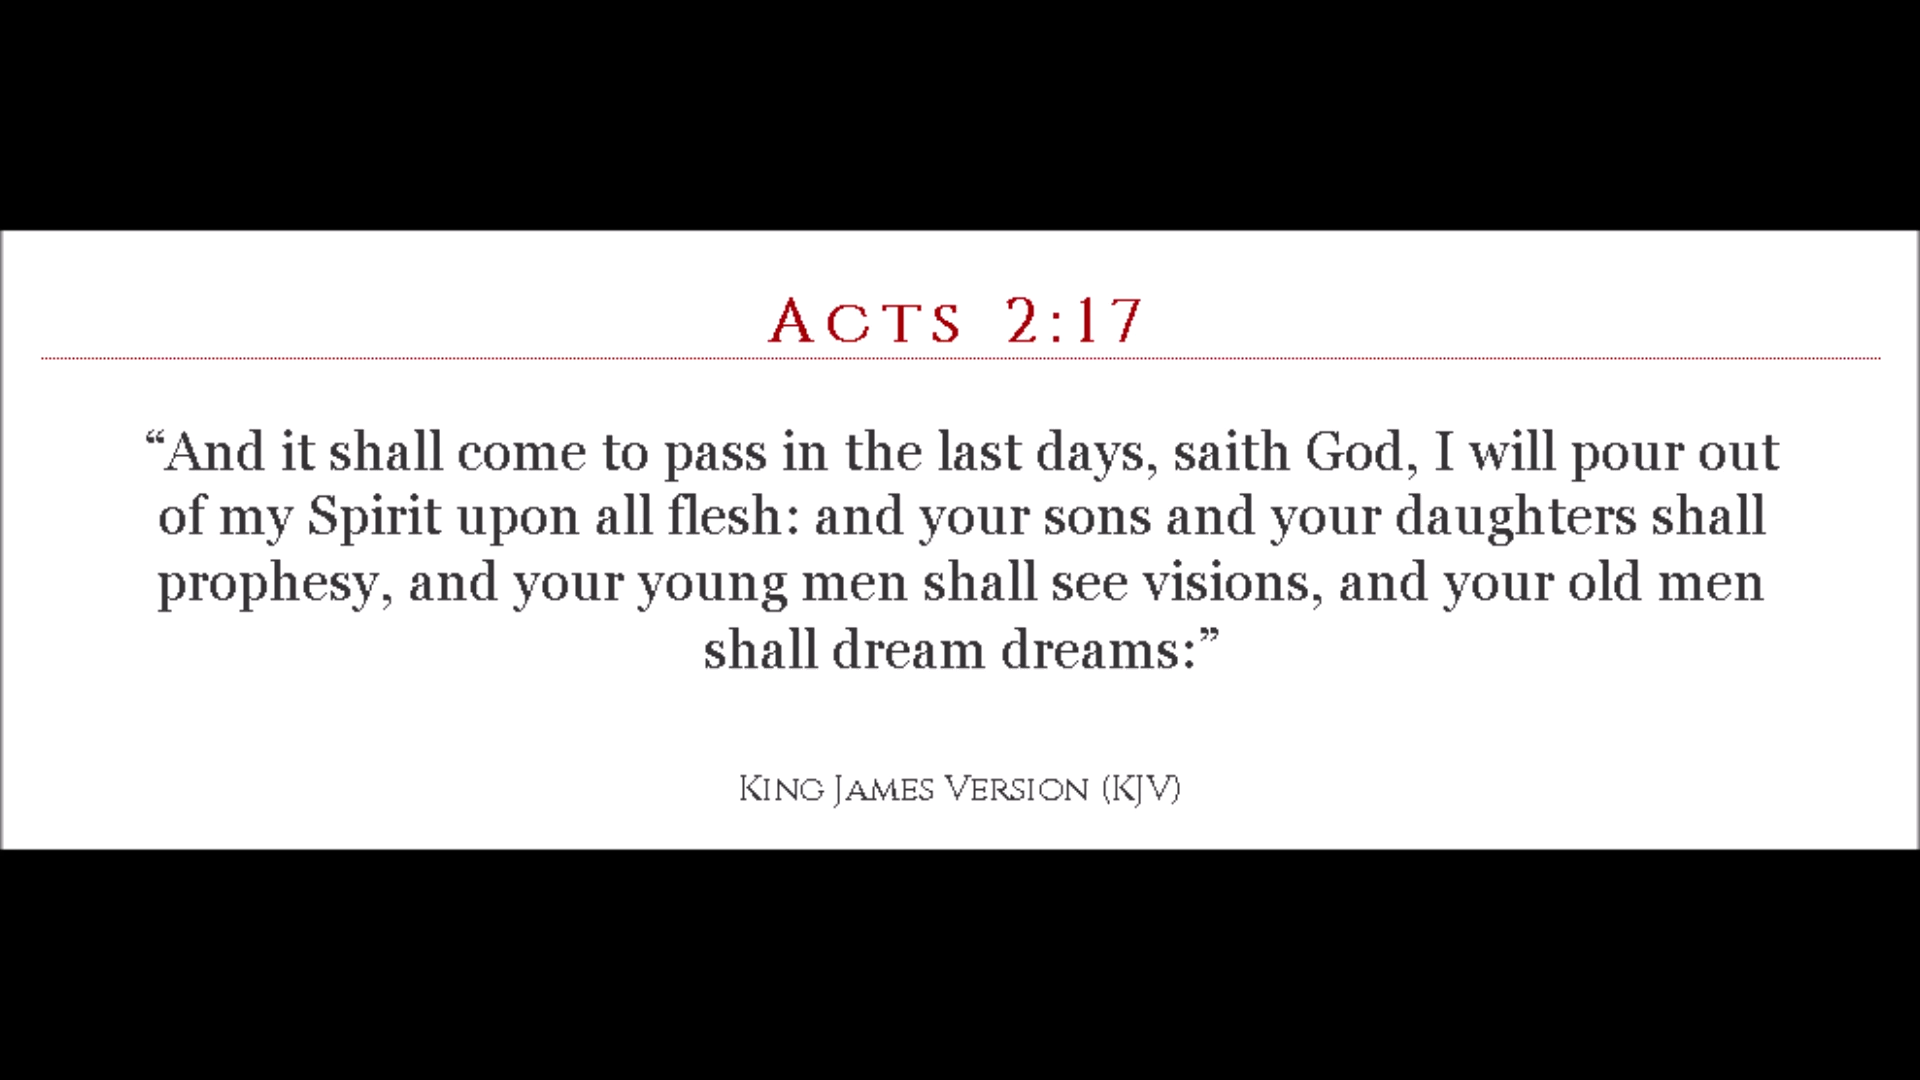 Acts 2:17
“And it shall come to pass in the last days, saith God, I will pour out
of my Spirit upon all flesh: and your sons and your daughters shall
prophesy, and your young men shall see visions, and your old men
shall dream dreams:”
King James Version (KJV)